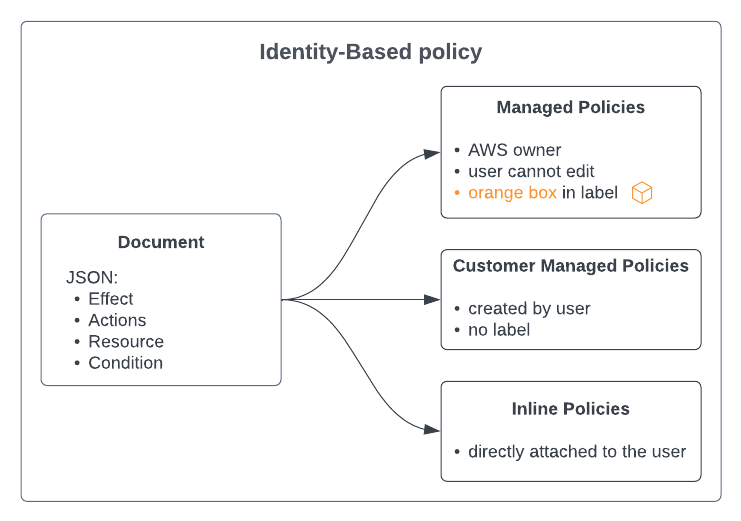 Identity-Based policy
Document
JSON:
• Effect
• Actions
• Resource
• Condition
Managed Policies
• AWS owner
• user cannot edit
• orange box in label
Customer Managed Policies
• created by user
• no label
Inline Policies
• directly attached to the user